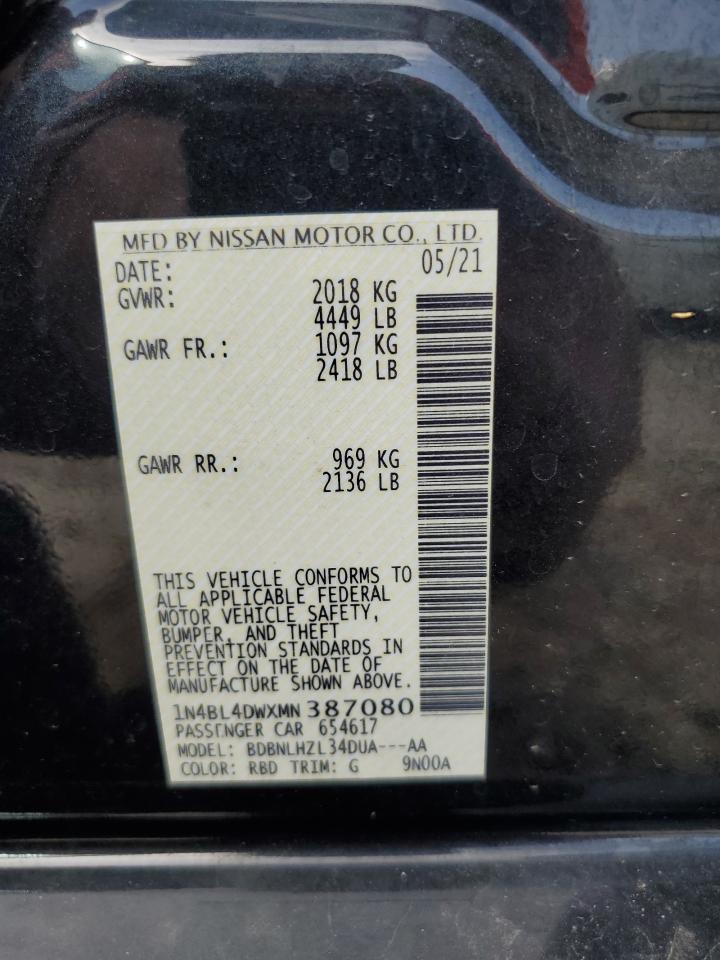 MFD BY NISSAN MOTOR CO., LTD.
DATE: 05/21
GVWR: 2018 KG
4449 LB
GAWR FR.: 1097 KG
2418 LB
GAWR RR.: 969 KG
2136 LB
THIS VEHICLE CONFORMS TO
ALL APPLICABLE FEDERAL
MOTOR VEHICLE SAFETY,
BUMPER, AND THEFT
PREVENTION STANDARDS IN
EFFECT ON THE DATE OF
MANUFACTURE SHOWN ABOVE.
1N4BL4DWXMN387080
PASSENGER CAR 654617
MODEL: BDBNLHZL34DUA---AA
COLOR: RBD TRIM: G 9N00A